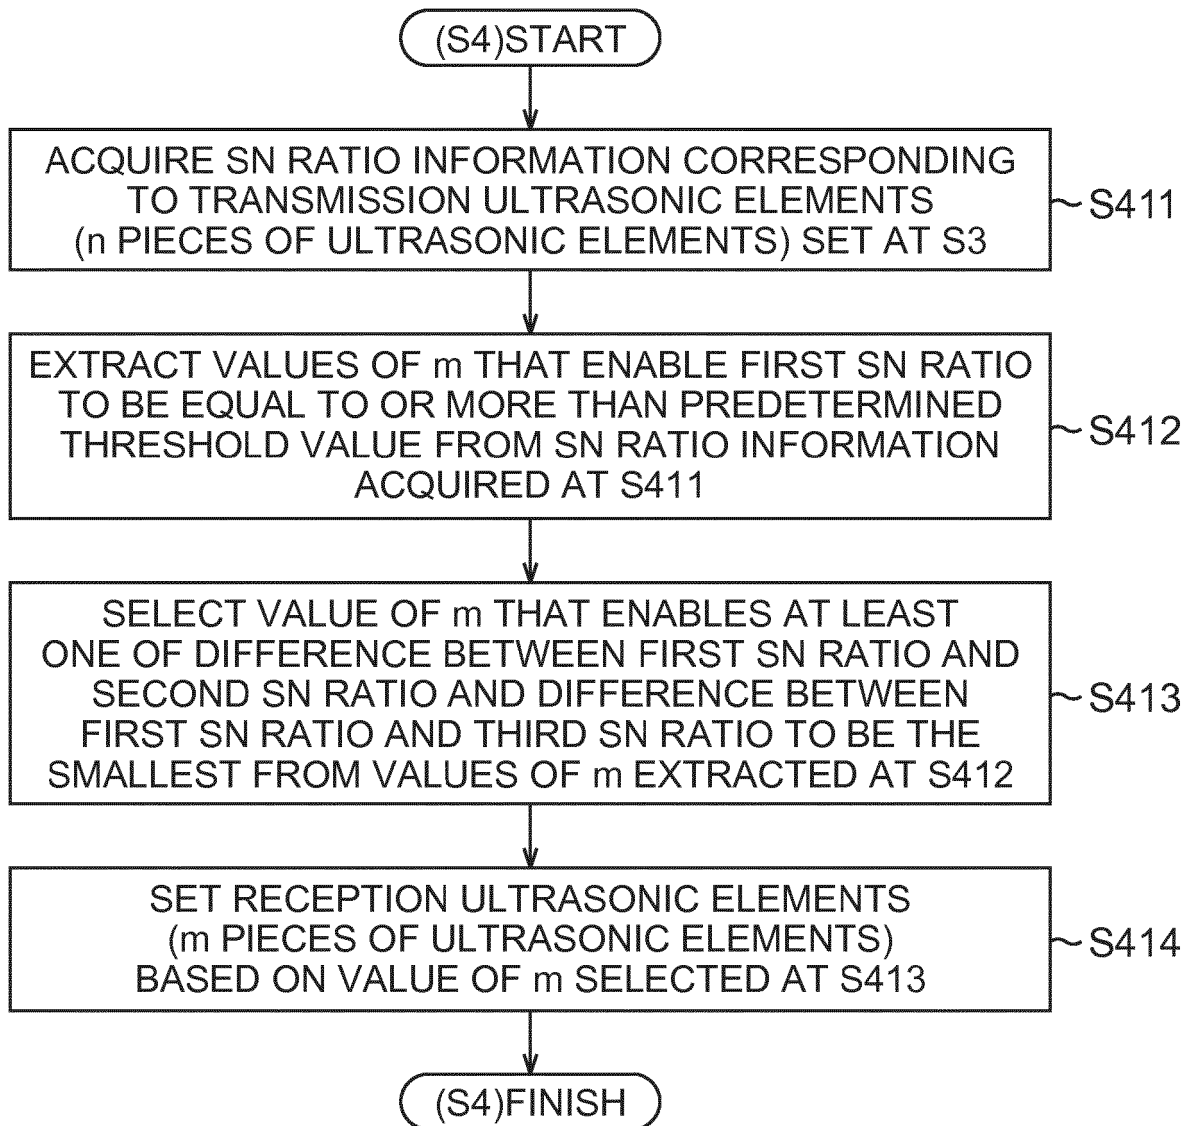 (S4)START
ACQUIRE SN RATIO INFORMATION CORRESPONDING
TO TRANSMISSION ULTRASONIC ELEMENTS
(n PIECES OF ULTRASONIC ELEMENTS) SET AT S3
S411
EXTRACT VALUES OF m THAT ENABLE FIRST SN RATIO
TO BE EQUAL TO OR MORE THAN PREDETERMINED
THRESHOLD VALUE FROM SN RATIO INFORMATION
ACQUIRED AT S411
S412
SELECT VALUE OF m THAT ENABLES AT LEAST
ONE OF DIFFERENCE BETWEEN FIRST SN RATIO AND
SECOND SN RATIO AND DIFFERENCE BETWEEN
FIRST SN RATIO AND THIRD SN RATIO TO BE THE
SMALLEST FROM VALUES OF m EXTRACTED AT S412
S413
SET RECEPTION ULTRASONIC ELEMENTS
(m PIECES OF ULTRASONIC ELEMENTS)
BASED ON VALUE OF m SELECTED AT S413
S414
(S4)FINISH